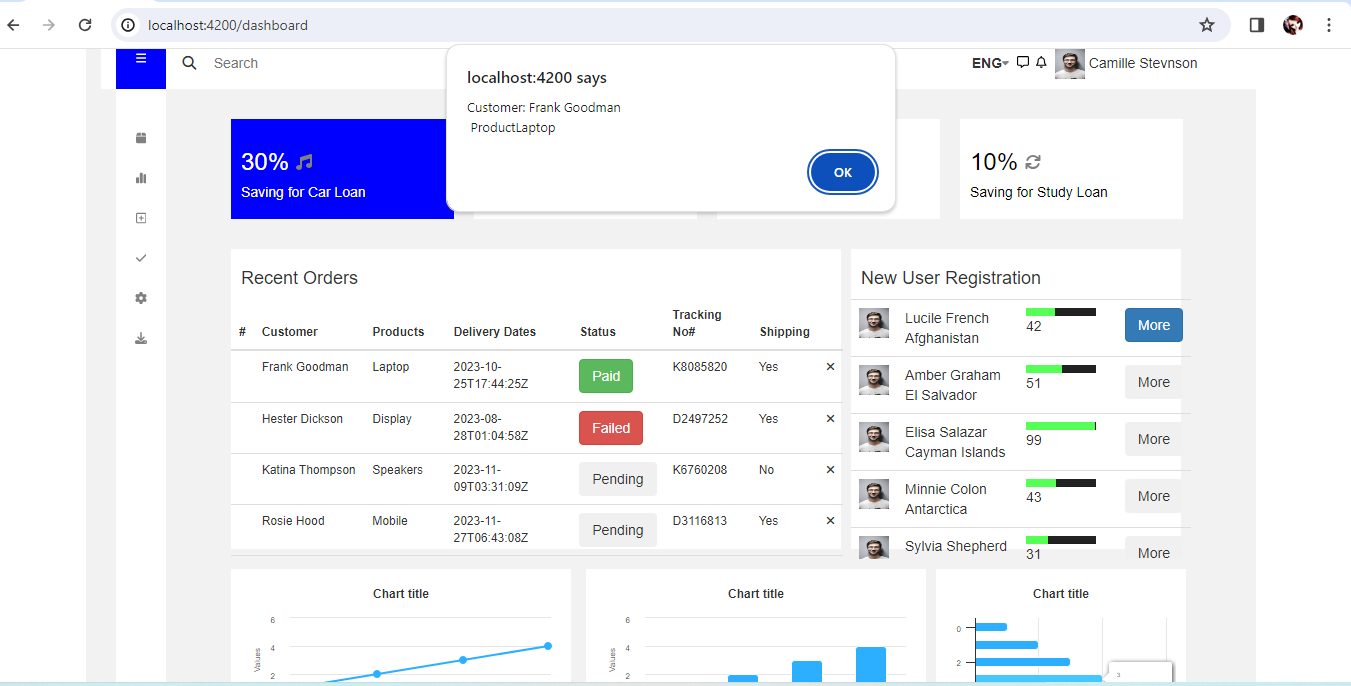 localhost:4200/dashboard
Search
ENG
Camille Stevnson
localhost:4200 says
Customer: Frank Goodman
ProductLaptop
OK
30%
Saving for Car Loan
10%
Saving for Study Loan
Recent Orders
# Customer Products Delivery Dates Status Tracking No# Shipping
Frank Goodman Laptop 2023-10-25T17:44:25Z Paid K8085820 Yes ×
Hester Dickson Display 2023-08-28T01:04:58Z Failed D2497252 Yes ×
Katina Thompson Speakers 2023-11-09T03:31:09Z Pending K6760208 No ×
Rosie Hood Mobile 2023-11-27T06:43:08Z Pending D3116813 Yes ×
New User Registration
Lucile French 42 More
Afghanistan
Amber Graham 51 More
El Salvador
Elisa Salazar 99 More
Cayman Islands
Minnie Colon 43 More
Antarctica
Sylvia Shepherd 31 More
Chart title
6
4
2
Values
Chart title
6
4
2
Values
Chart title
0
2
3